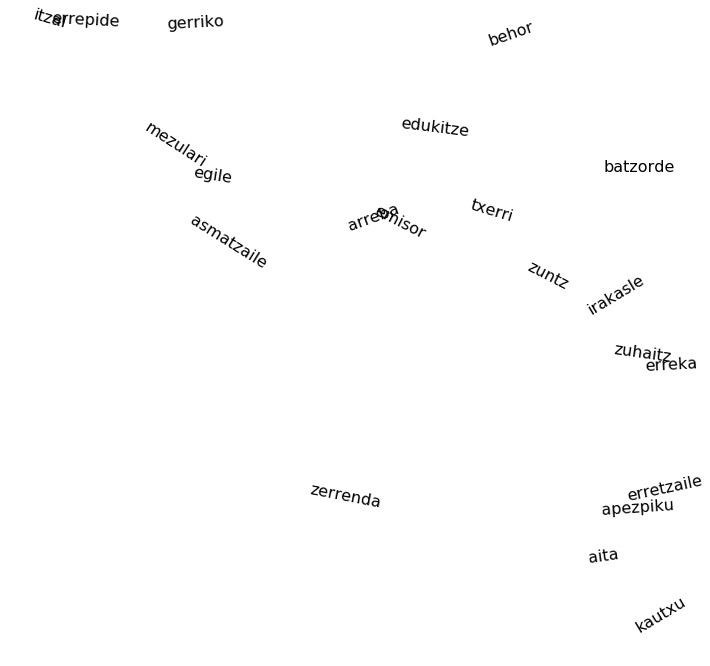 itzal
errepide
gerriko
behor
edukitze
mezulari
batzorde
egile
txerri
arreba
emisor
asmatzaile
zuntz
irakasle
zuhaitz
erreka
erretzaile
zerrenda
apezpiku
aita
kautxu